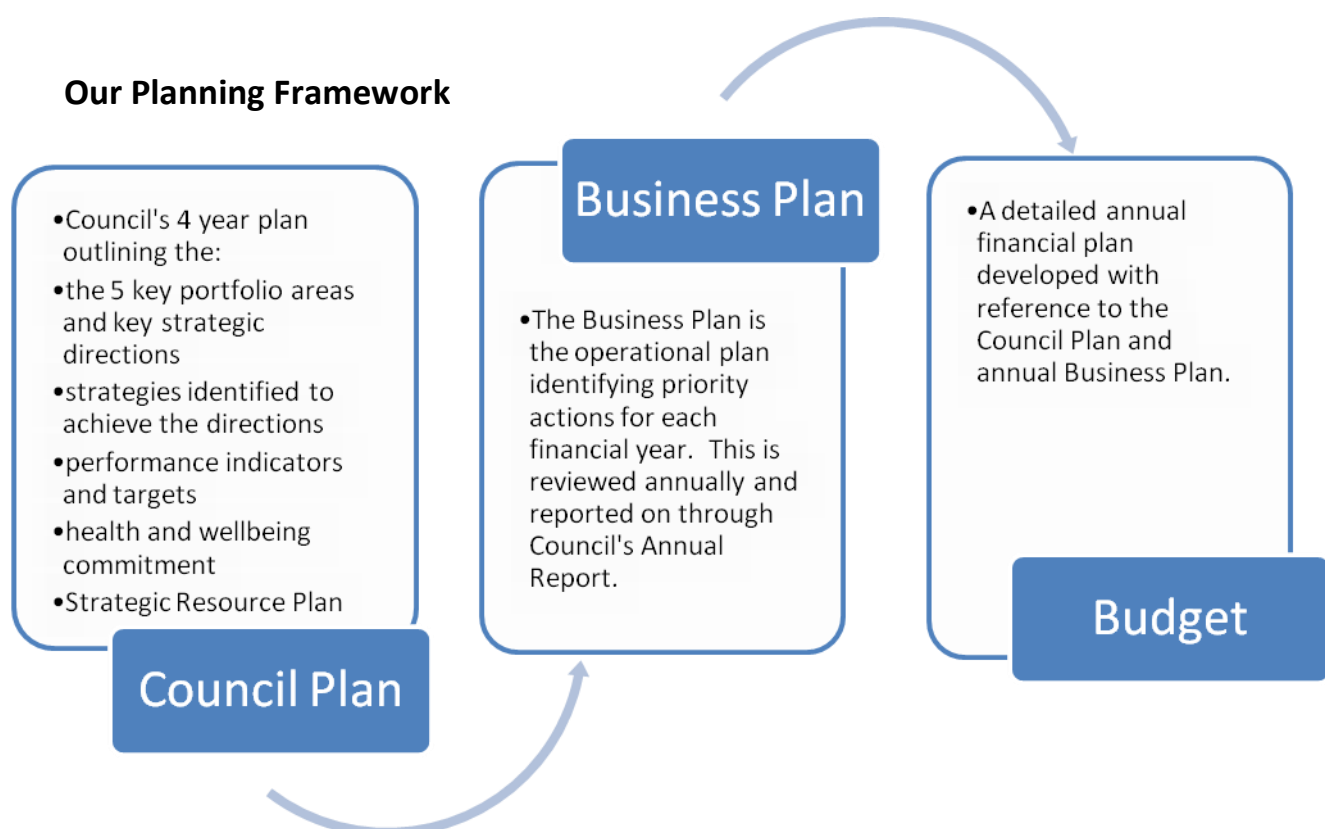 Our Planning Framework
•Council's 4 year plan
outlining the:
•the 5 key portfolio areas
and key strategic
directions
•strategies identified to
achieve the directions
•performance indicators
and targets
•health and wellbeing
commitment
•Strategic Resource Plan
Council Plan
Business Plan
•The Business Plan is
the operational plan
identifying priority
actions for each
financial year.  This is
reviewed annually and
reported on through
Council's Annual
Report.
•A detailed annual
financial plan
developed with
reference to the
Council Plan and
annual Business Plan.
Budget